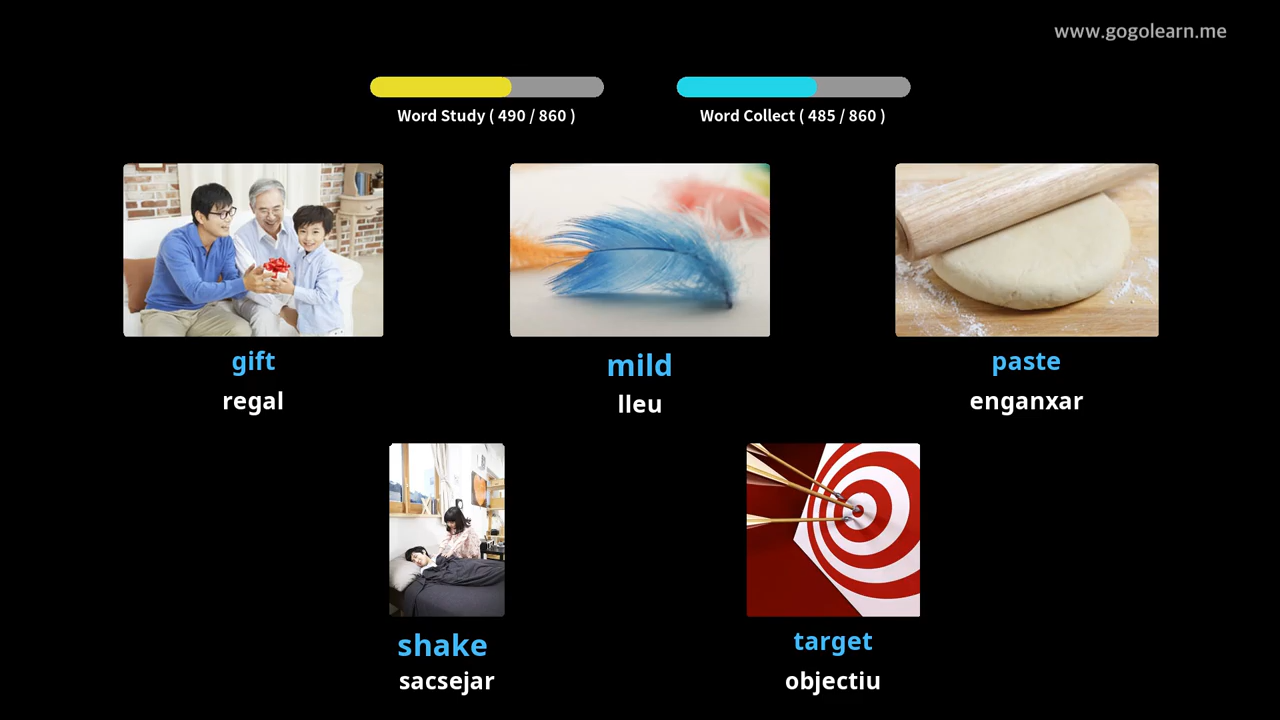 www.gogolearn.me
Word Study ( 490 / 860 )
Word Collect ( 485 / 860 )
gift
regal
mild
lleu
paste
enganxar
shake
sacsejar
target
objectiu